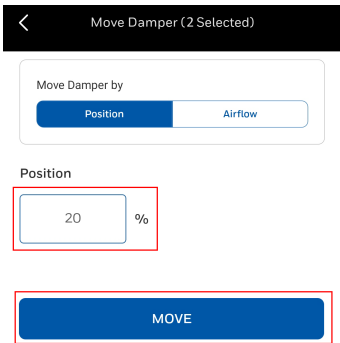 Move Damper (2 Selected)
Move Damper by
Position Airflow
Position
20 %
MOVE